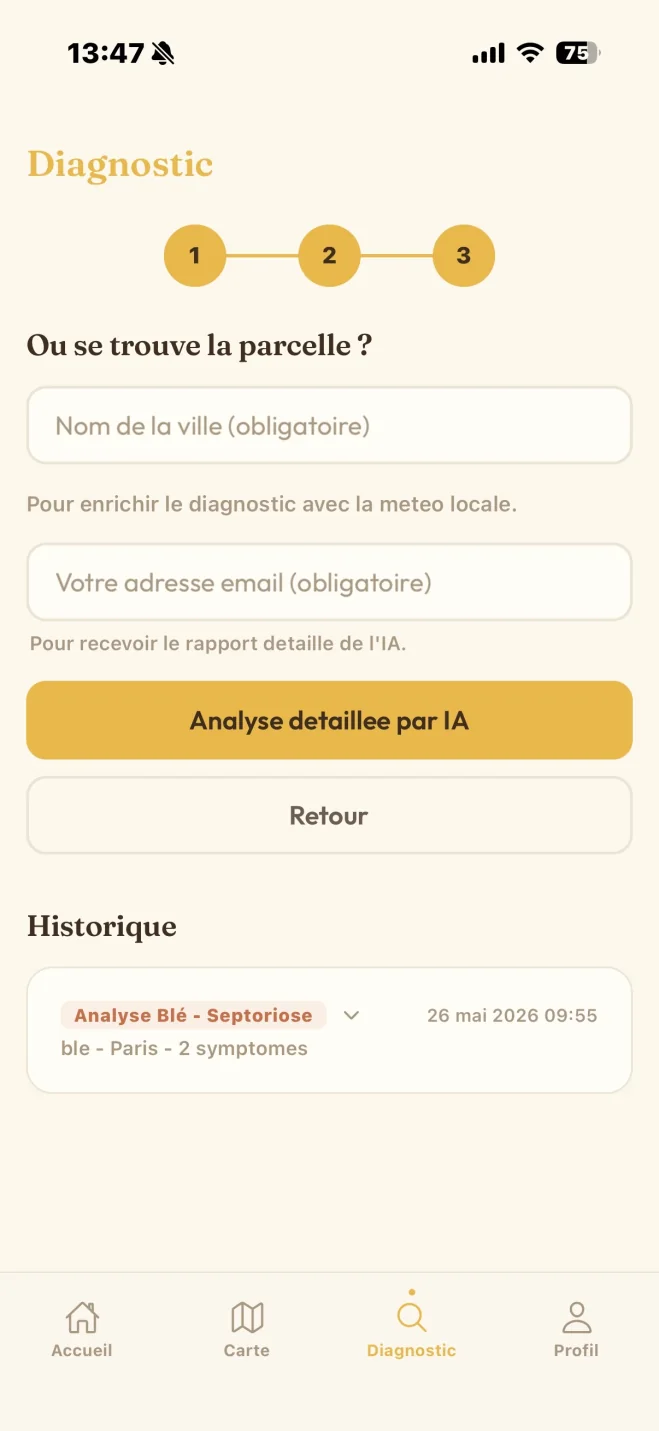 13:47
75
Diagnostic
1 2 3
Ou se trouve la parcelle ?
Nom de la ville (obligatoire)
Pour enrichir le diagnostic avec la meteo locale.
Votre adresse email (obligatoire)
Pour recevoir le rapport detaille de l'IA.
Analyse detaillee par IA
Retour
Historique
Analyse Blé - Septoriose 26 mai 2026 09:55
ble - Paris - 2 symptomes
Accueil Carte Diagnostic Profil